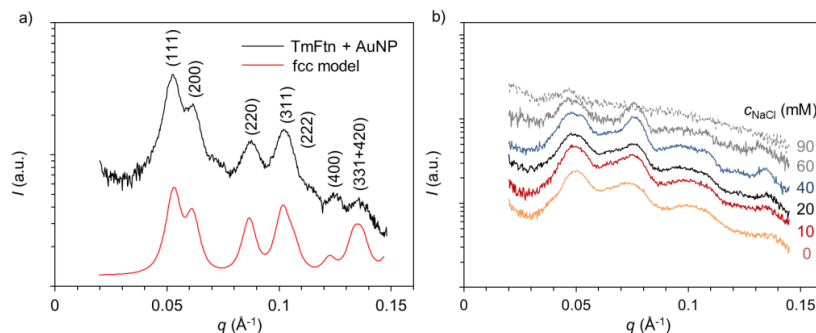 a)
TmFtn + AuNP
fcc model
(111)
(200)
(220)
(311)
(222)
(400)
(331+420)
I (a.u.)
0
0.05
0.1
0.15
q (Å⁻¹)
b)
cNaCl (mM)
90
60
40
20
10
0
I (a.u.)
0
0.05
0.1
0.15
q (Å⁻¹)